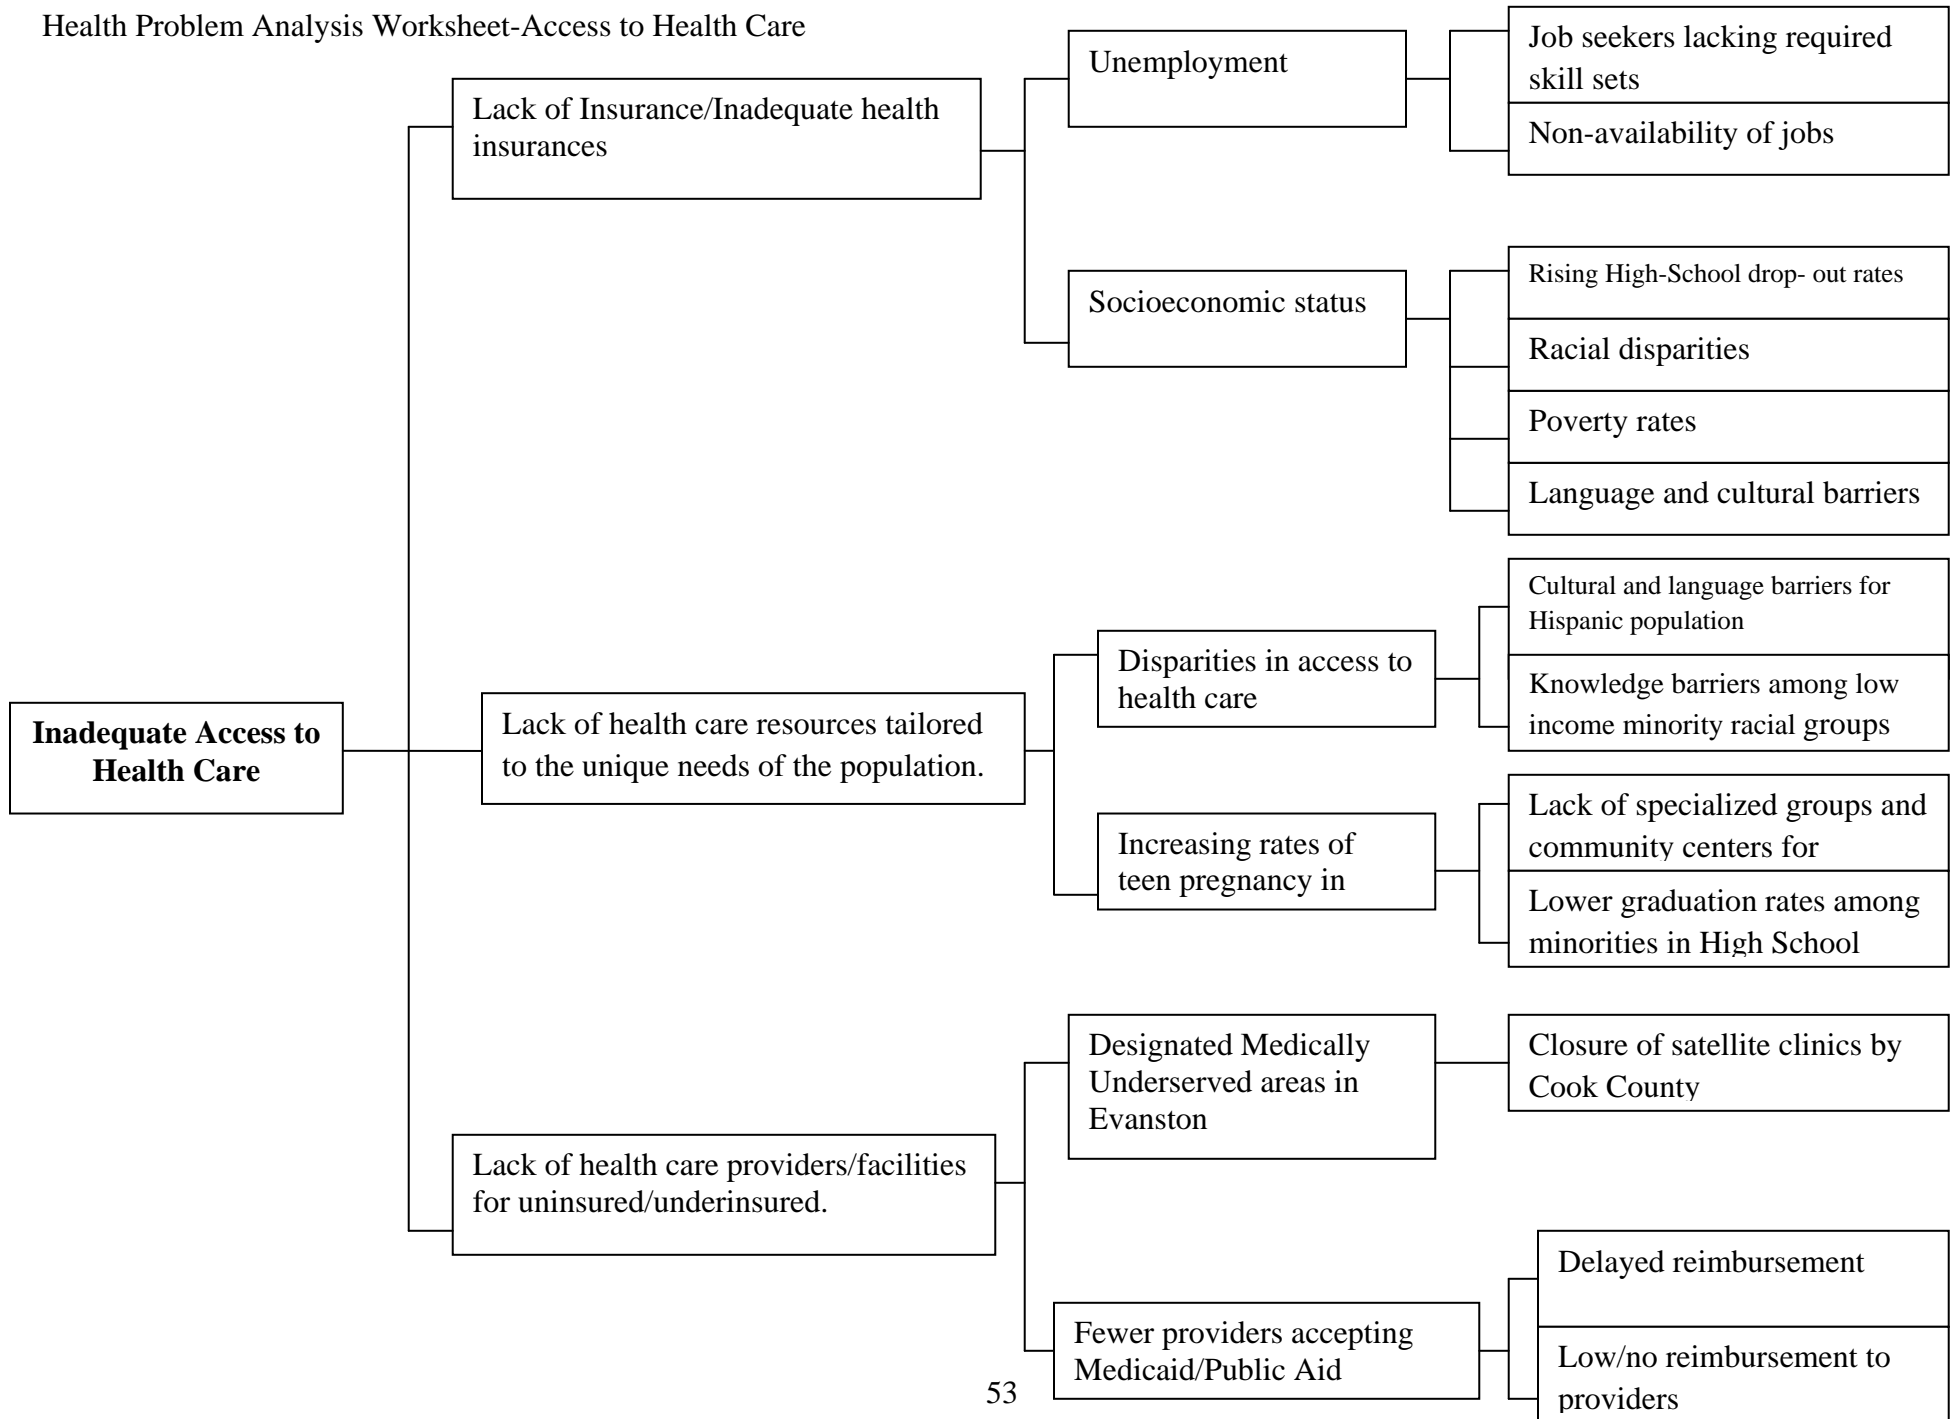 Health Problem Analysis Worksheet-Access to Health Care
Inadequate Access to
Health Care
Lack of Insurance/Inadequate health
insurances
Unemployment
Job seekers lacking required
skill sets
Non-availability of jobs
Socioeconomic status
Rising High-School drop- out rates
Racial disparities
Poverty rates
Language and cultural barriers
Lack of health care resources tailored
to the unique needs of the population.
Disparities in access to
health care
Cultural and language barriers for
Hispanic population
Knowledge barriers among low
income minority racial groups
Increasing rates of
teen pregnancy in
Lack of specialized groups and
community centers for
Lower graduation rates among
minorities in High School
Lack of health care providers/facilities
for uninsured/underinsured.
Designated Medically
Underserved areas in
Evanston
Closure of satellite clinics by
Cook County
Fewer providers accepting
Medicaid/Public Aid
Delayed reimbursement
Low/no reimbursement to
providers
53